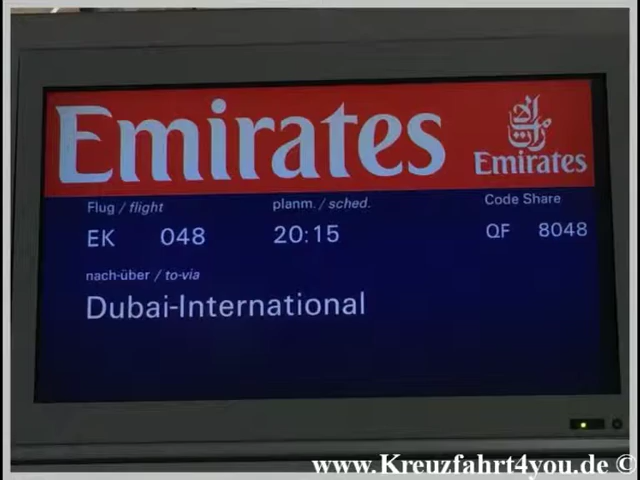 Emirates
Emirates
Flug / flight planm. / sched. Code Share
EK 048 20:15 QF 8048
nach-über / to-via
Dubai-International
www.Kreuzfahrt4you.de ©